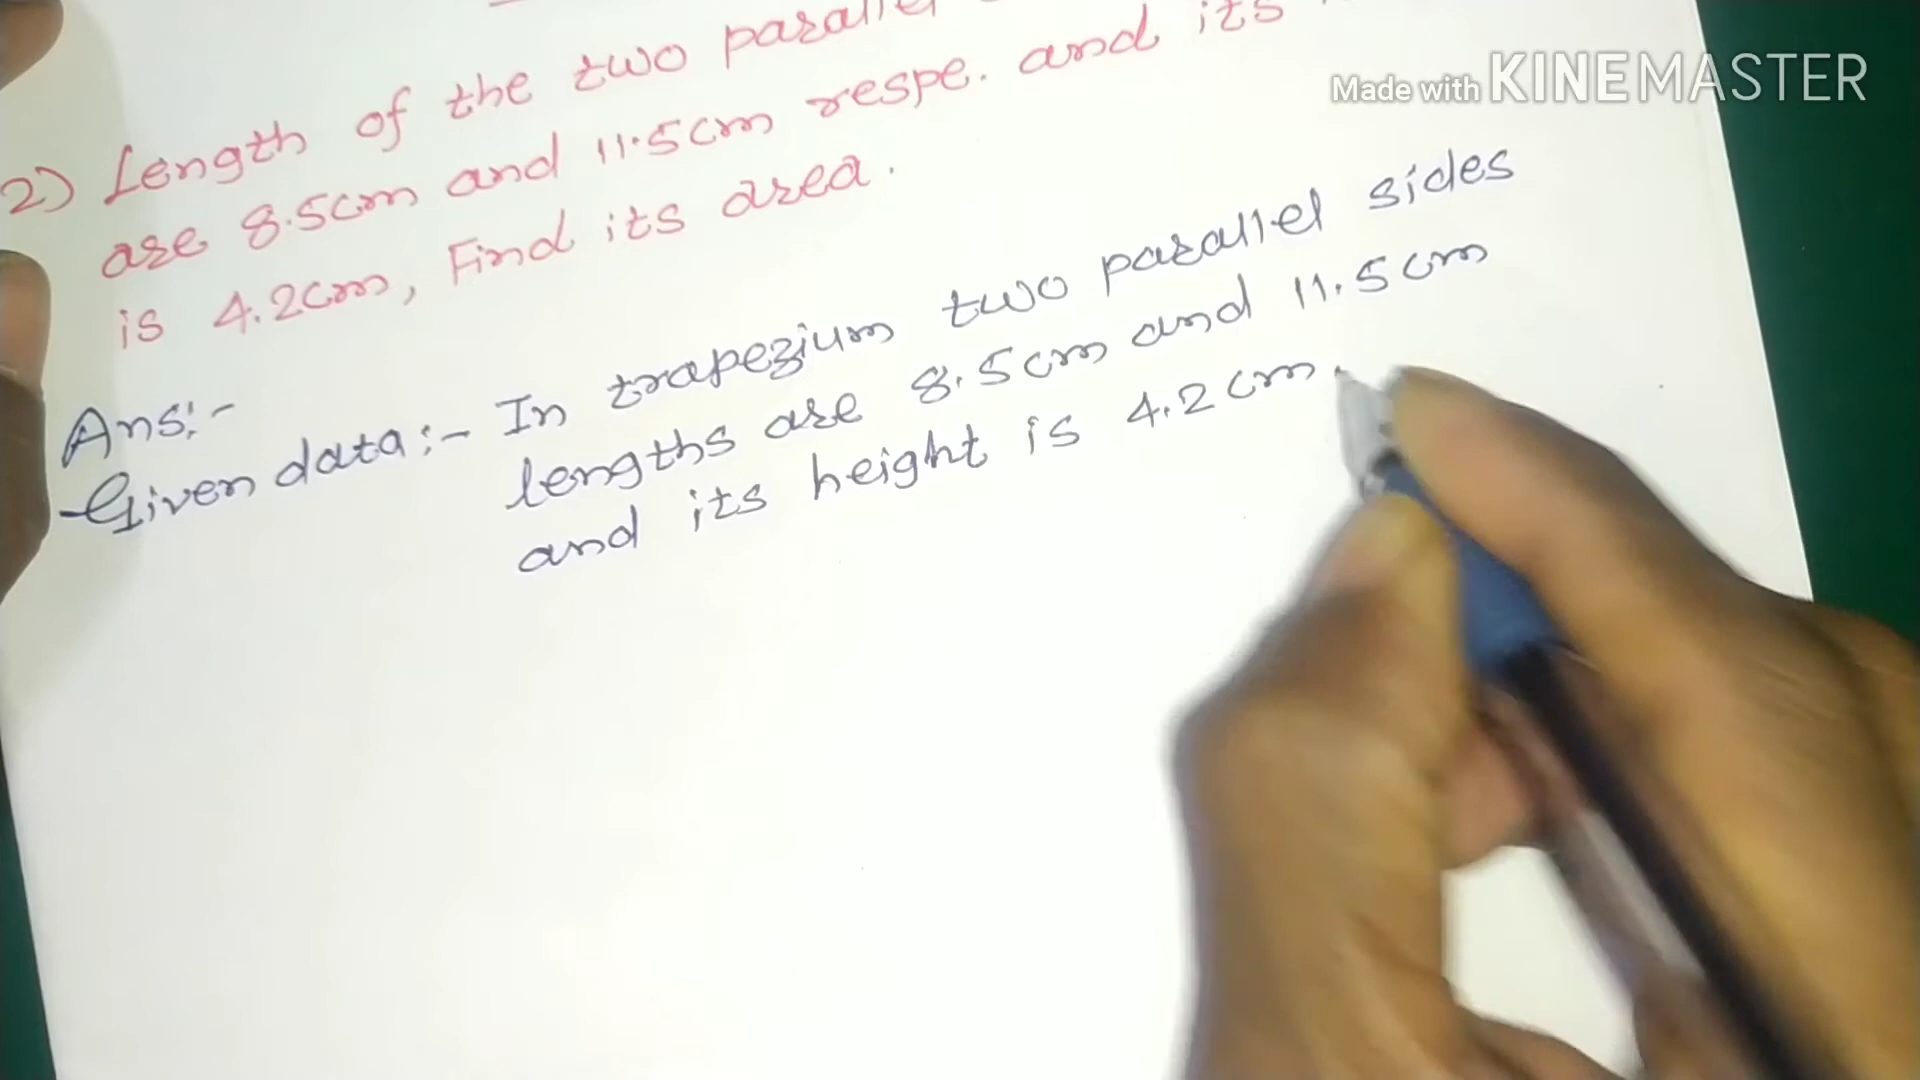 Made with KINEMASTER
2) Length of the two parallel
are 8.5cm and 11.5cm respe. and its
is 4.2cm, Find its area.
Ans:-
Given data:- In trapezium two parallel sides
lengths are 8.5cm and 11.5cm
and its height is 4.2cm.